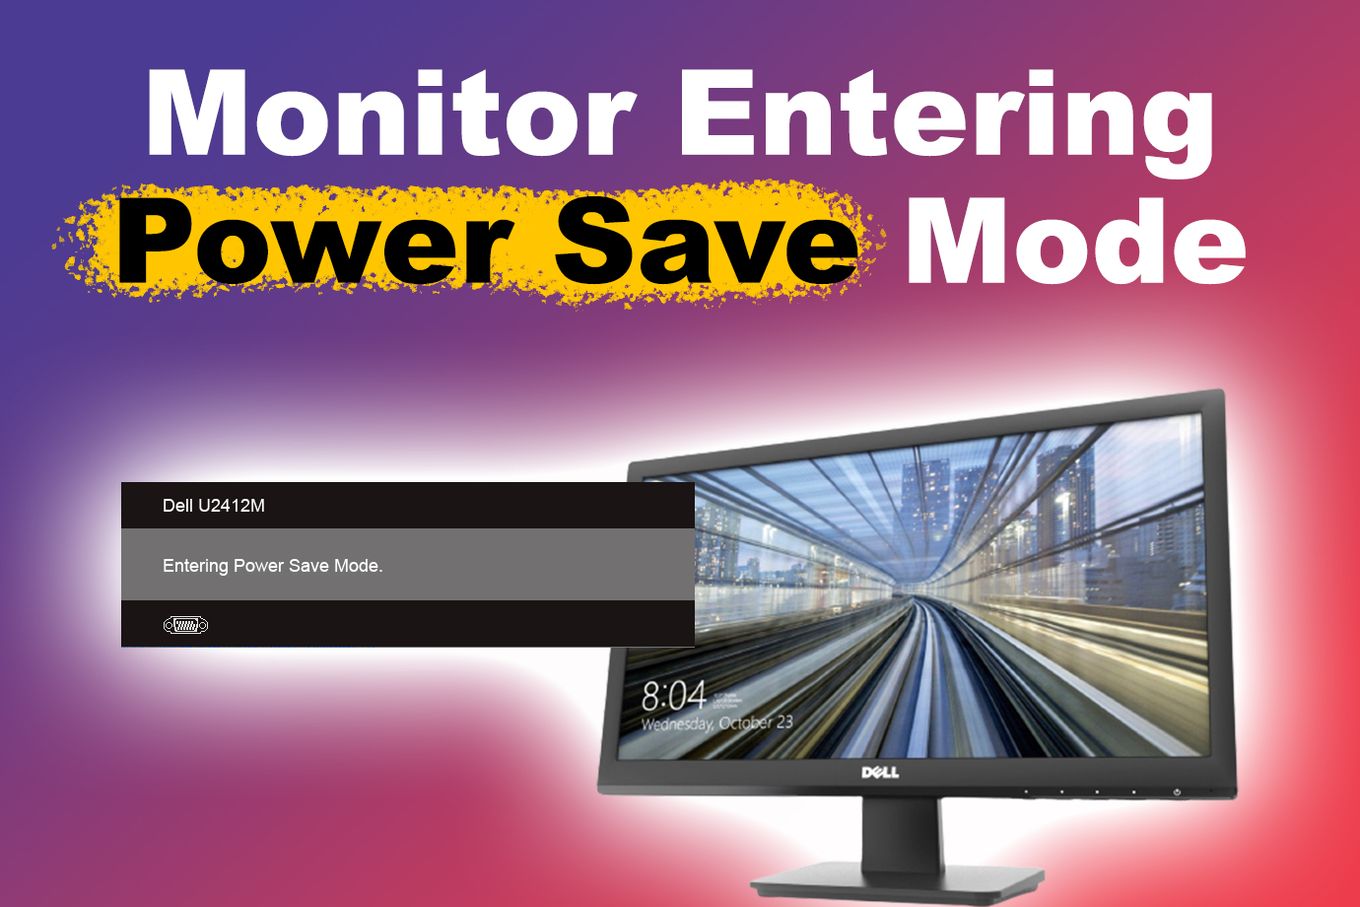 Monitor Entering
Power Save Mode
Dell U2412M
Entering Power Save Mode.
8:04
Wednesday, October 23
DELL